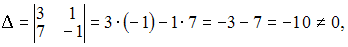 Δ = |3 1; 7 −1| = 3·(−1) −1·7 = −3 − 7 = −10 ≠ 0,